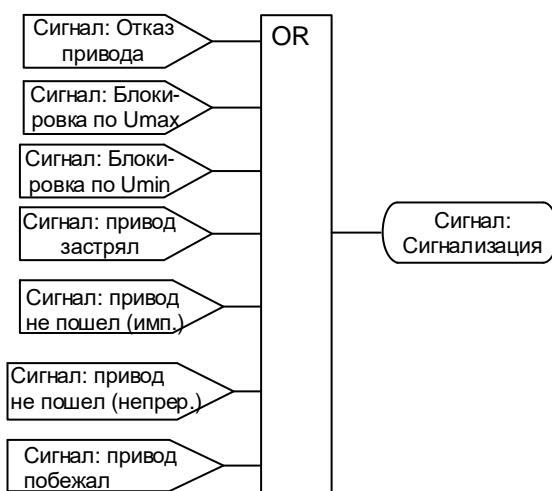 Сигнал: Отказ
привода
OR
Сигнал: Блоки-
ровка по Umax
Сигнал: Блоки-
ровка по Umin
Сигнал: привод
застрял
Сигнал: привод
не пошел (имп.)
Сигнал: привод
не пошел (непрер.)
Сигнал: привод
побежал
Сигнал:
Сигнализация